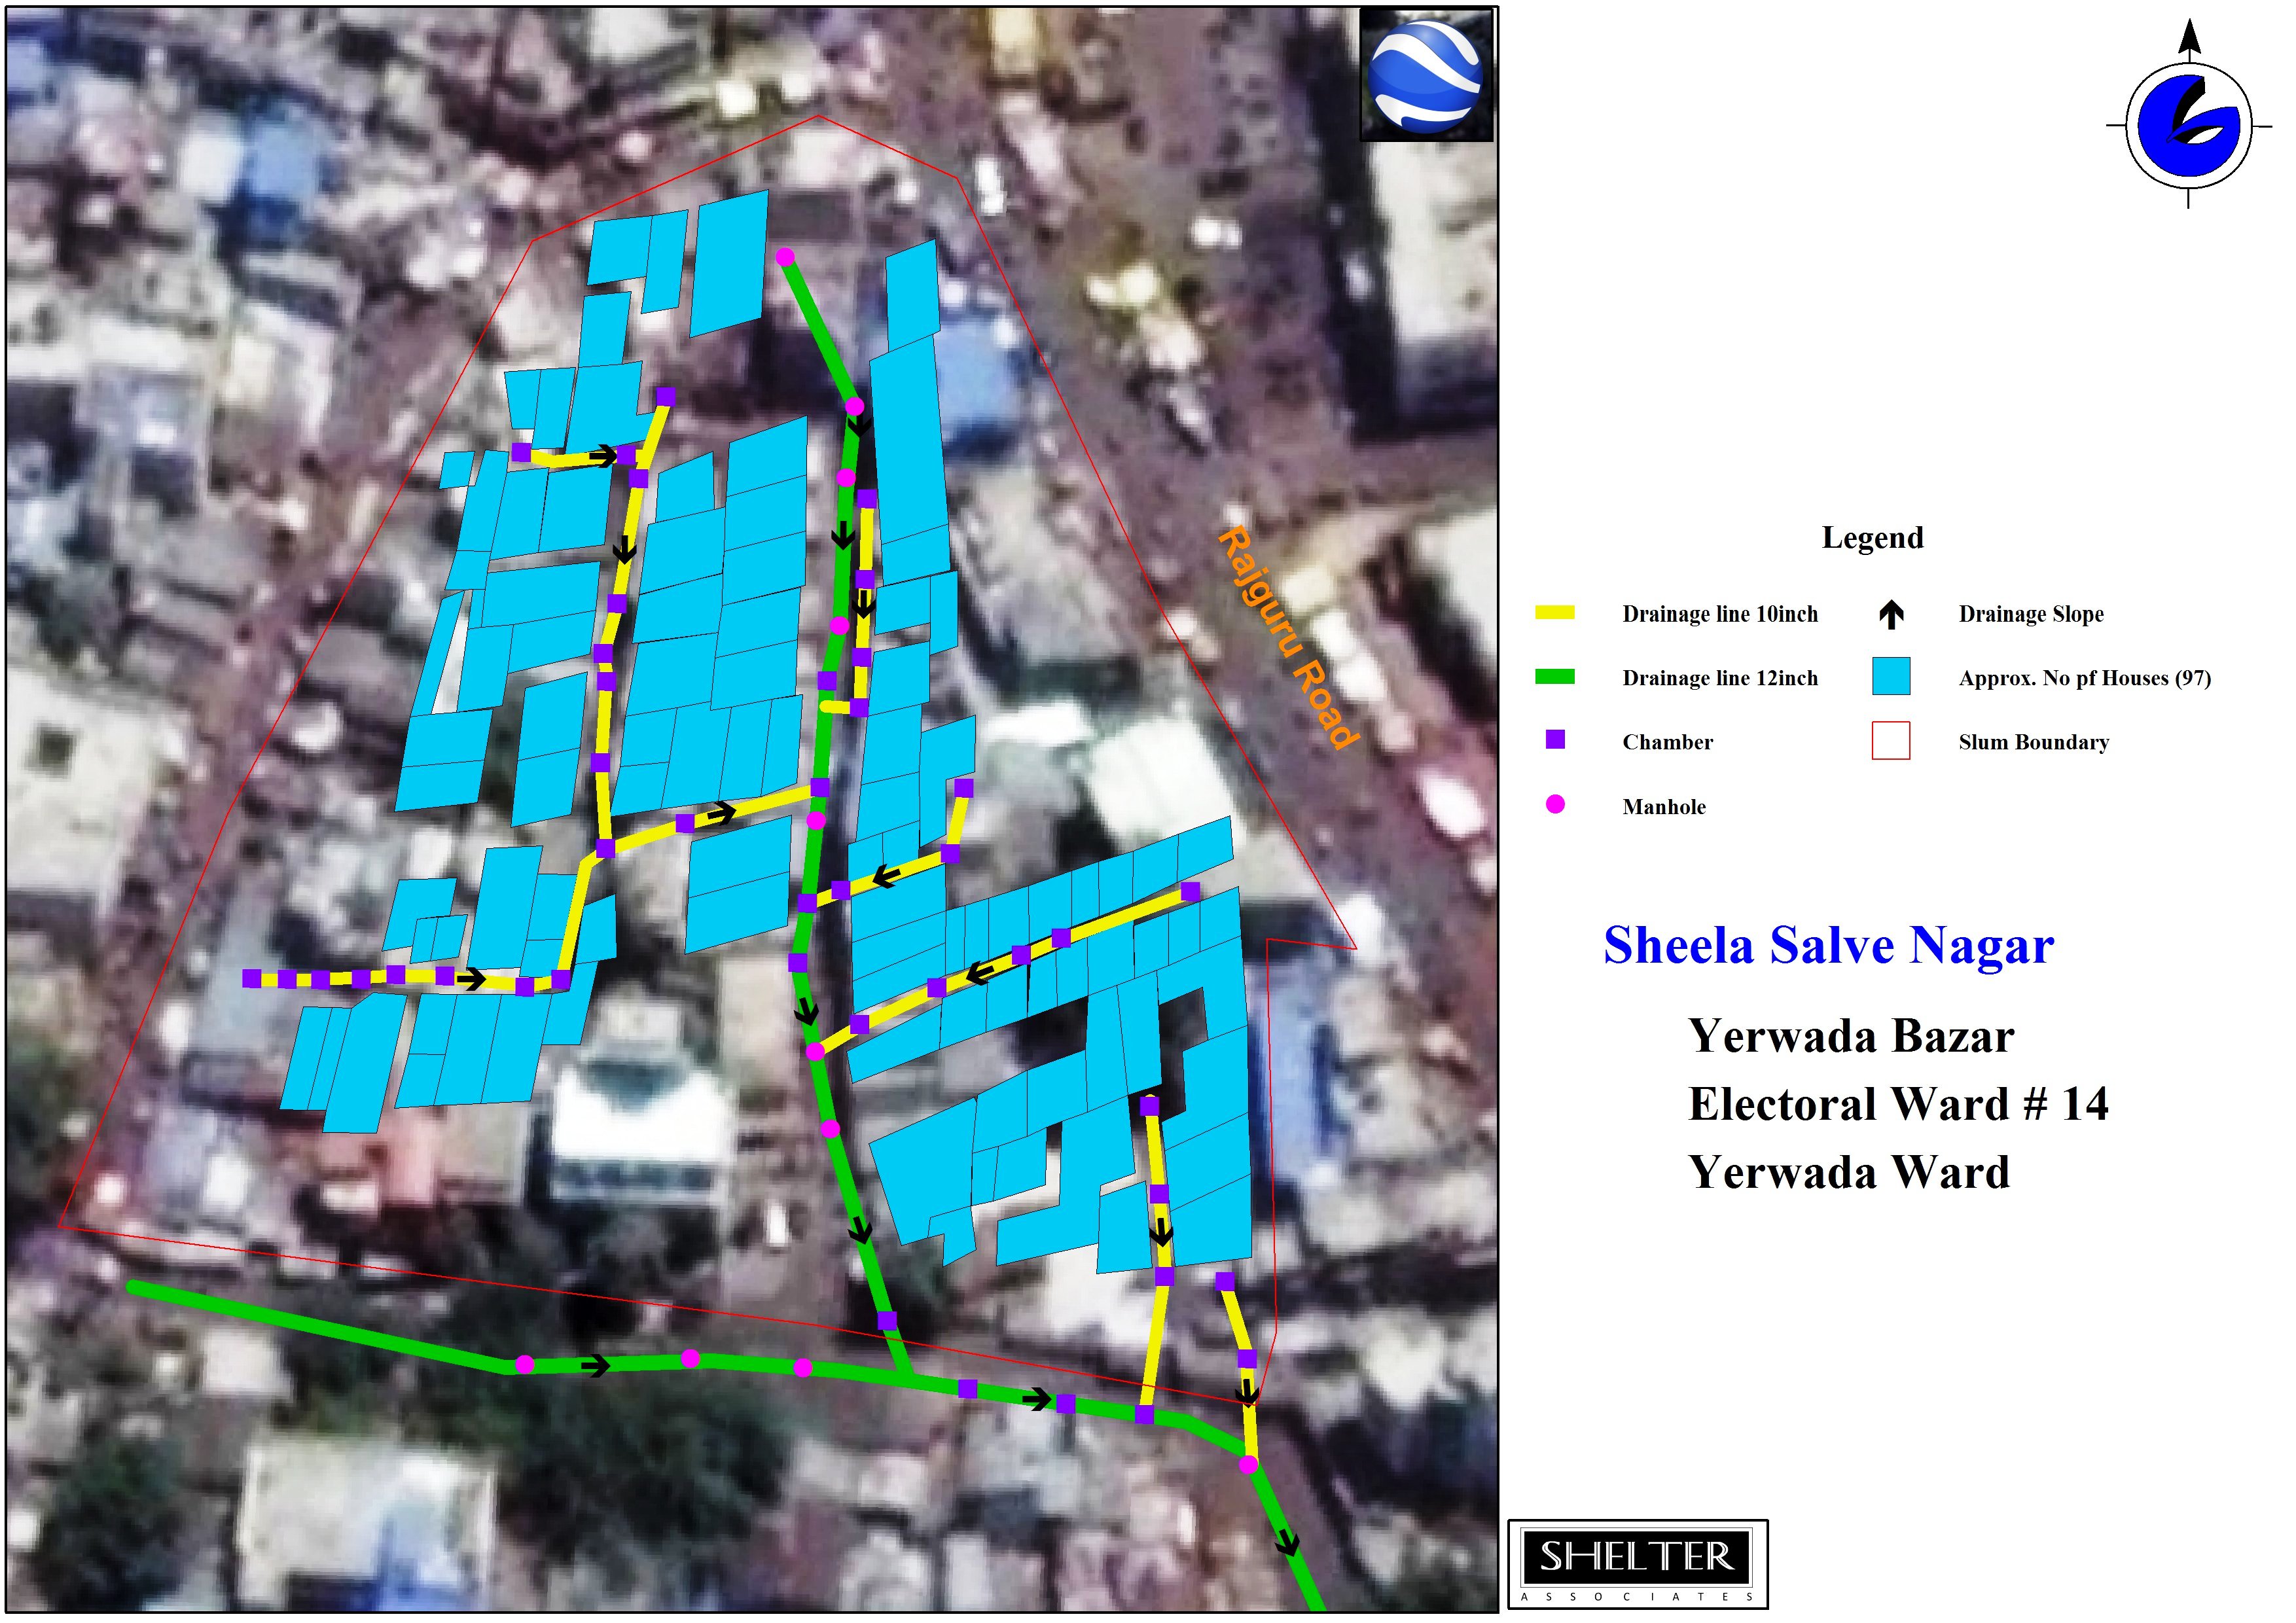 Rajguru Road
Legend
Drainage line 10inch
Drainage Slope
Drainage line 12inch
Approx. No pf Houses (97)
Chamber
Slum Boundary
Manhole
Sheela Salve Nagar
Yerwada Bazar
Electoral Ward # 14
Yerwada Ward
SHELTER
ASSOCIATES